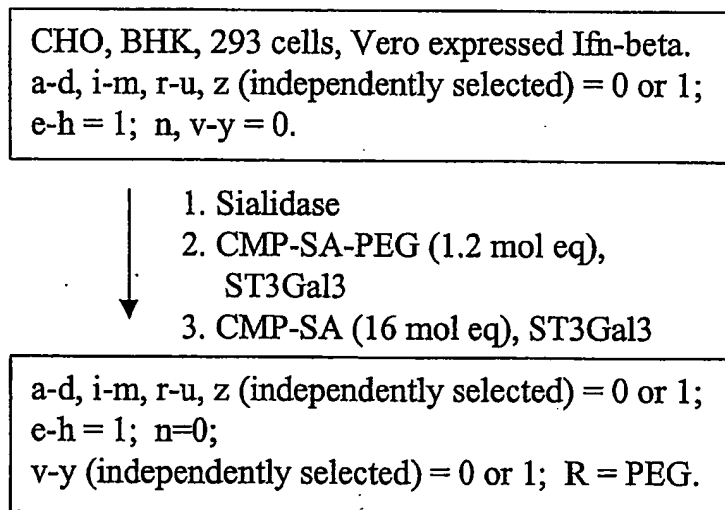 CHO, BHK, 293 cells, Vero expressed Ifn-beta.
a-d, i-m, r-u, z (independently selected) = 0 or 1;
e-h = 1; n, v-y = 0.
1. Sialidase
2. CMP-SA-PEG (1.2 mol eq),
ST3Gal3
3. CMP-SA (16 mol eq), ST3Gal3
a-d, i-m, r-u, z (independently selected) = 0 or 1;
e-h = 1; n=0;
v-y (independently selected) = 0 or 1; R = PEG.